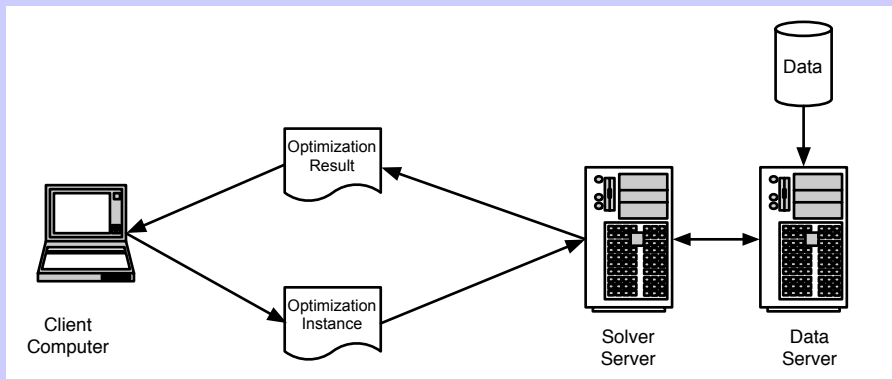 Data
Optimization
Result
Optimization
Instance
Client
Computer
Solver
Server
Data
Server